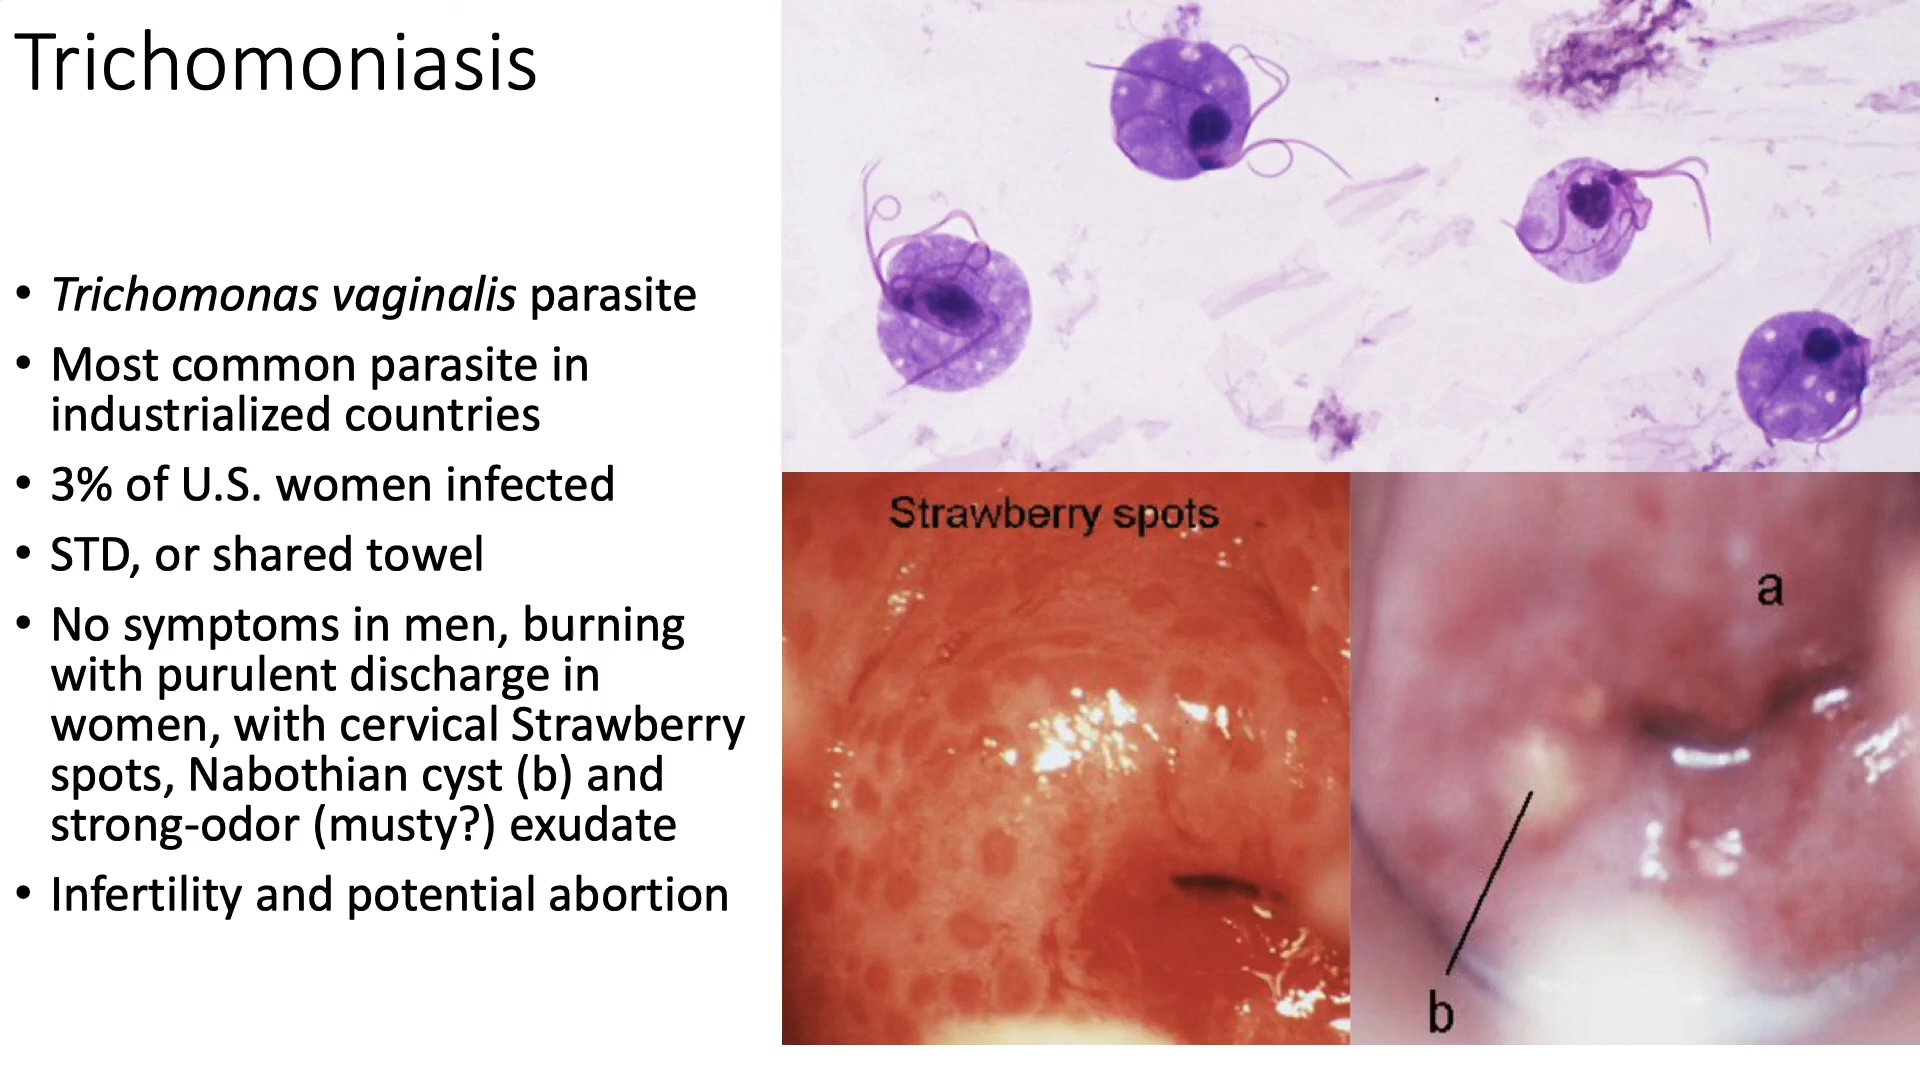 Trichomoniasis
• Trichomonas vaginalis parasite
• Most common parasite in
industrialized countries
• 3% of U.S. women infected
• STD, or shared towel
• No symptoms in men, burning
with purulent discharge in
women, with cervical Strawberry
spots, Nabothian cyst (b) and
strong-odor (musty?) exudate
• Infertility and potential abortion
Strawberry spots
a
b